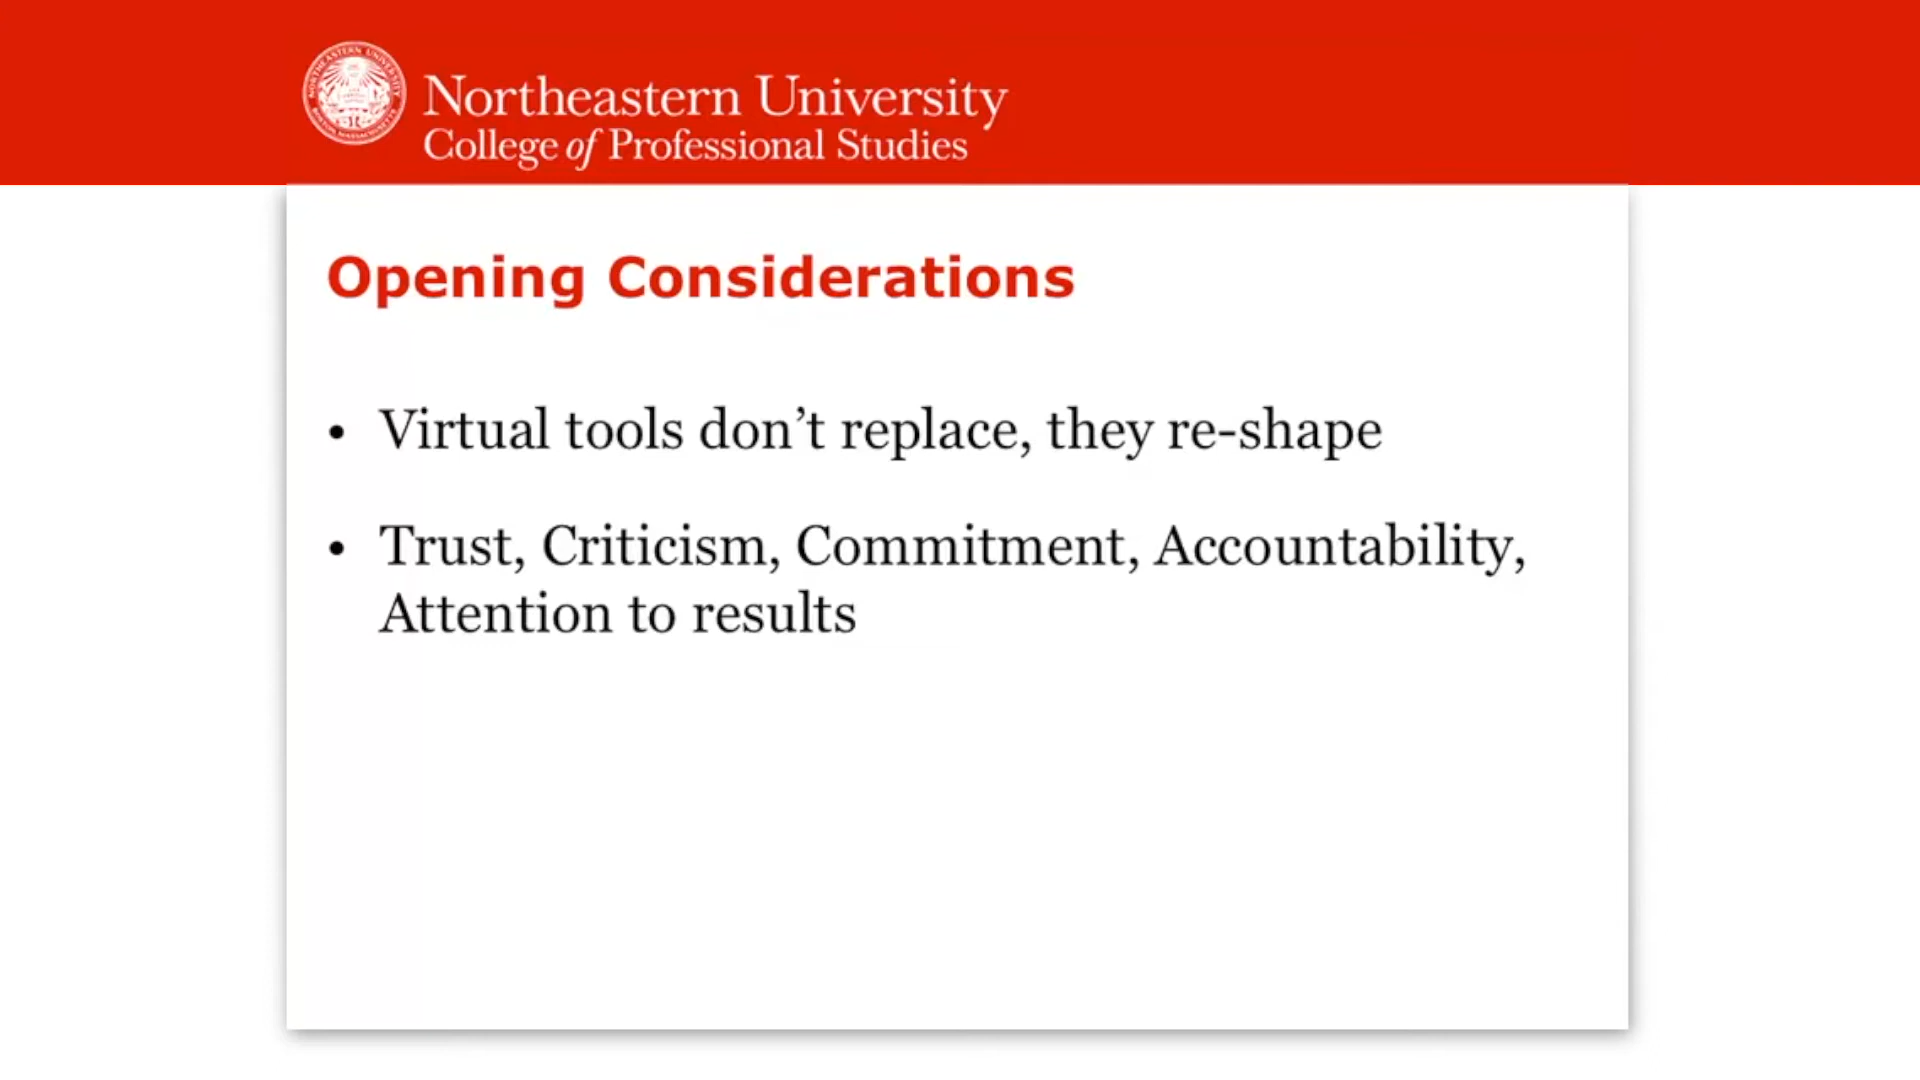 Northeastern University
College of Professional Studies
Opening Considerations
• Virtual tools don’t replace, they re-shape
• Trust, Criticism, Commitment, Accountability,
Attention to results